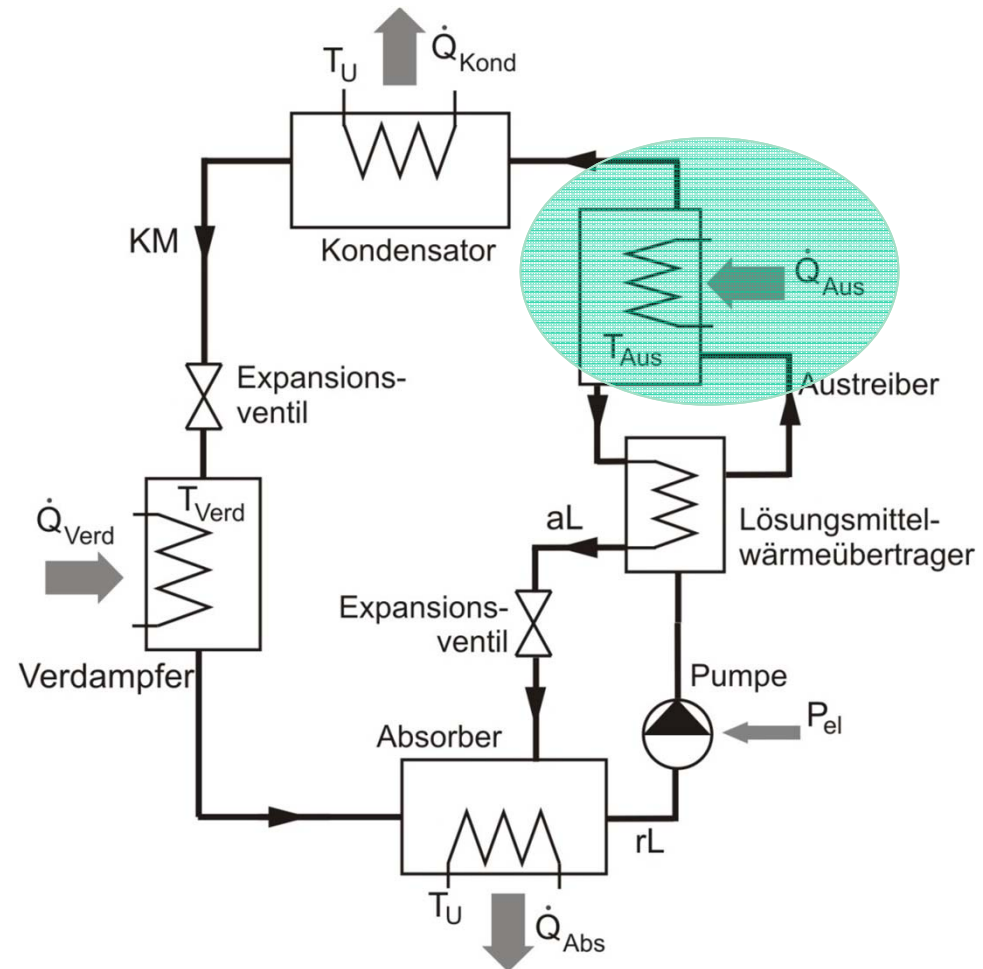 T_U
Q̇_Kond
Kondensator
KM
Q̇_Aus
T_Aus
Austreiber
Expansions-
ventil
T_Verd
Q̇_Verd
Verdampfer
aL
Lösungsmittel-
wärmeübertrager
Expansions-
ventil
Pumpe
P_el
Absorber
rL
T_U
Q̇_Abs